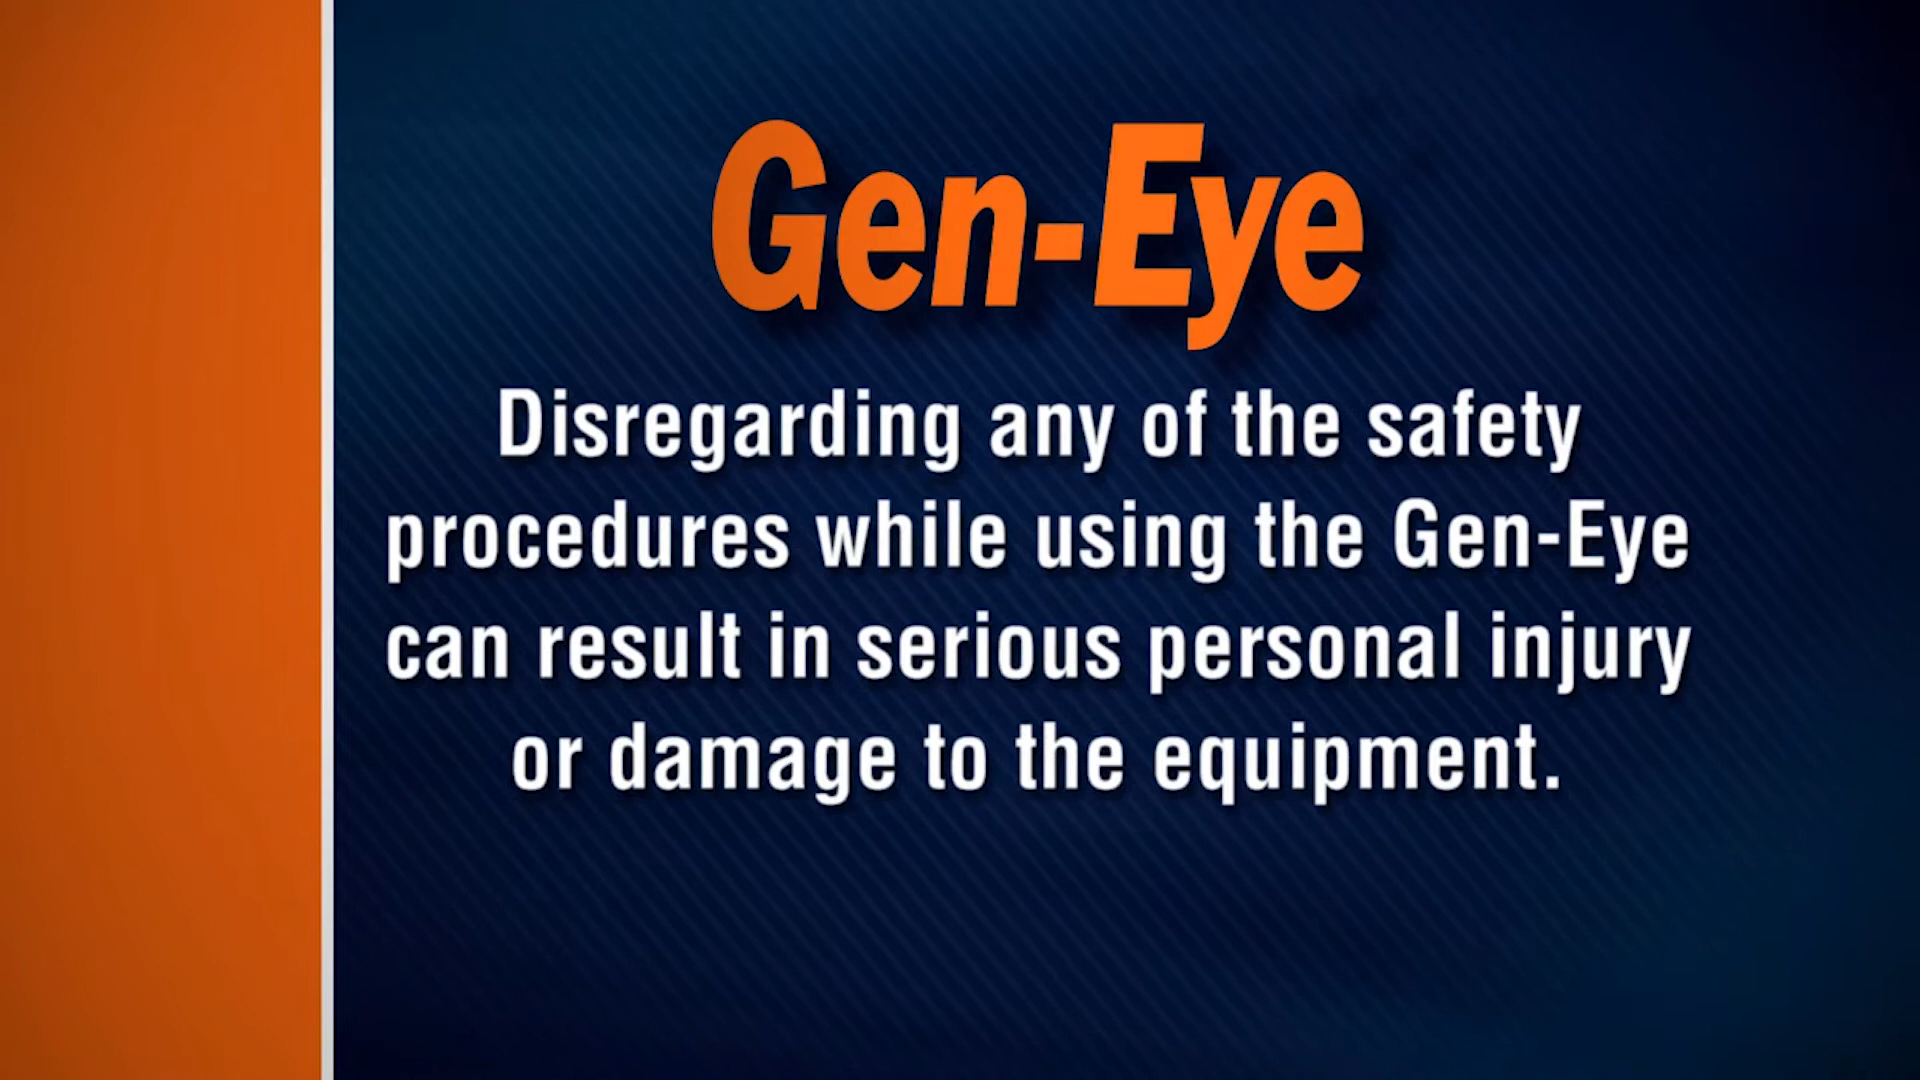 Gen-Eye
Disregarding any of the safety
procedures while using the Gen-Eye
can result in serious personal injury
or damage to the equipment.